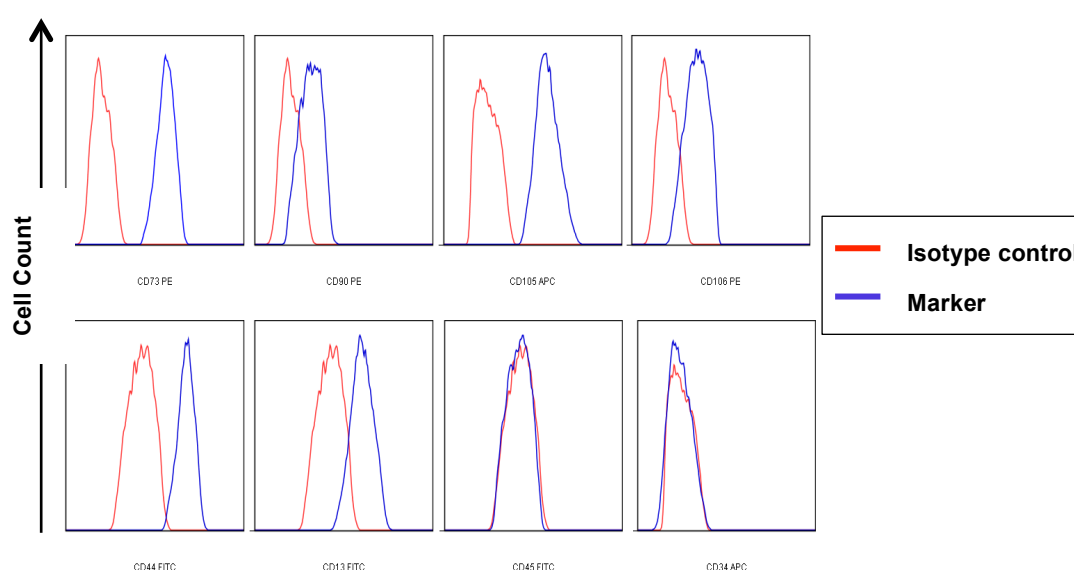 Cell Count
CD73 PE
CD90 PE
CD105 APC
CD106 PE
Isotype control
Marker
CD44 FITC
CD13 FITC
CD45 FITC
CD34 APC